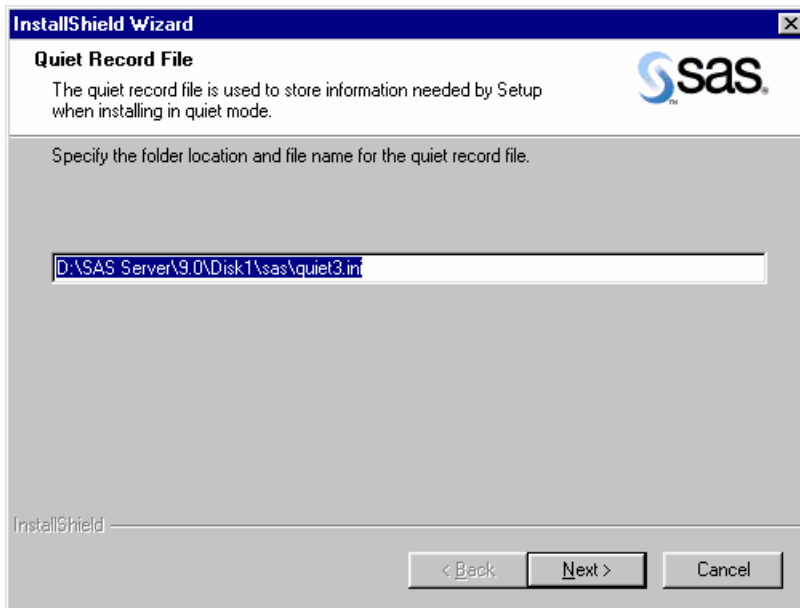 InstallShield Wizard
Quiet Record File
The quiet record file is used to store information needed by Setup
when installing in quiet mode.
sas.
TM
Specify the folder location and file name for the quiet record file.
D:\SAS Server\9.0\Disk1\sas\quiet3.ini
InstallShield
< Back
Next >
Cancel